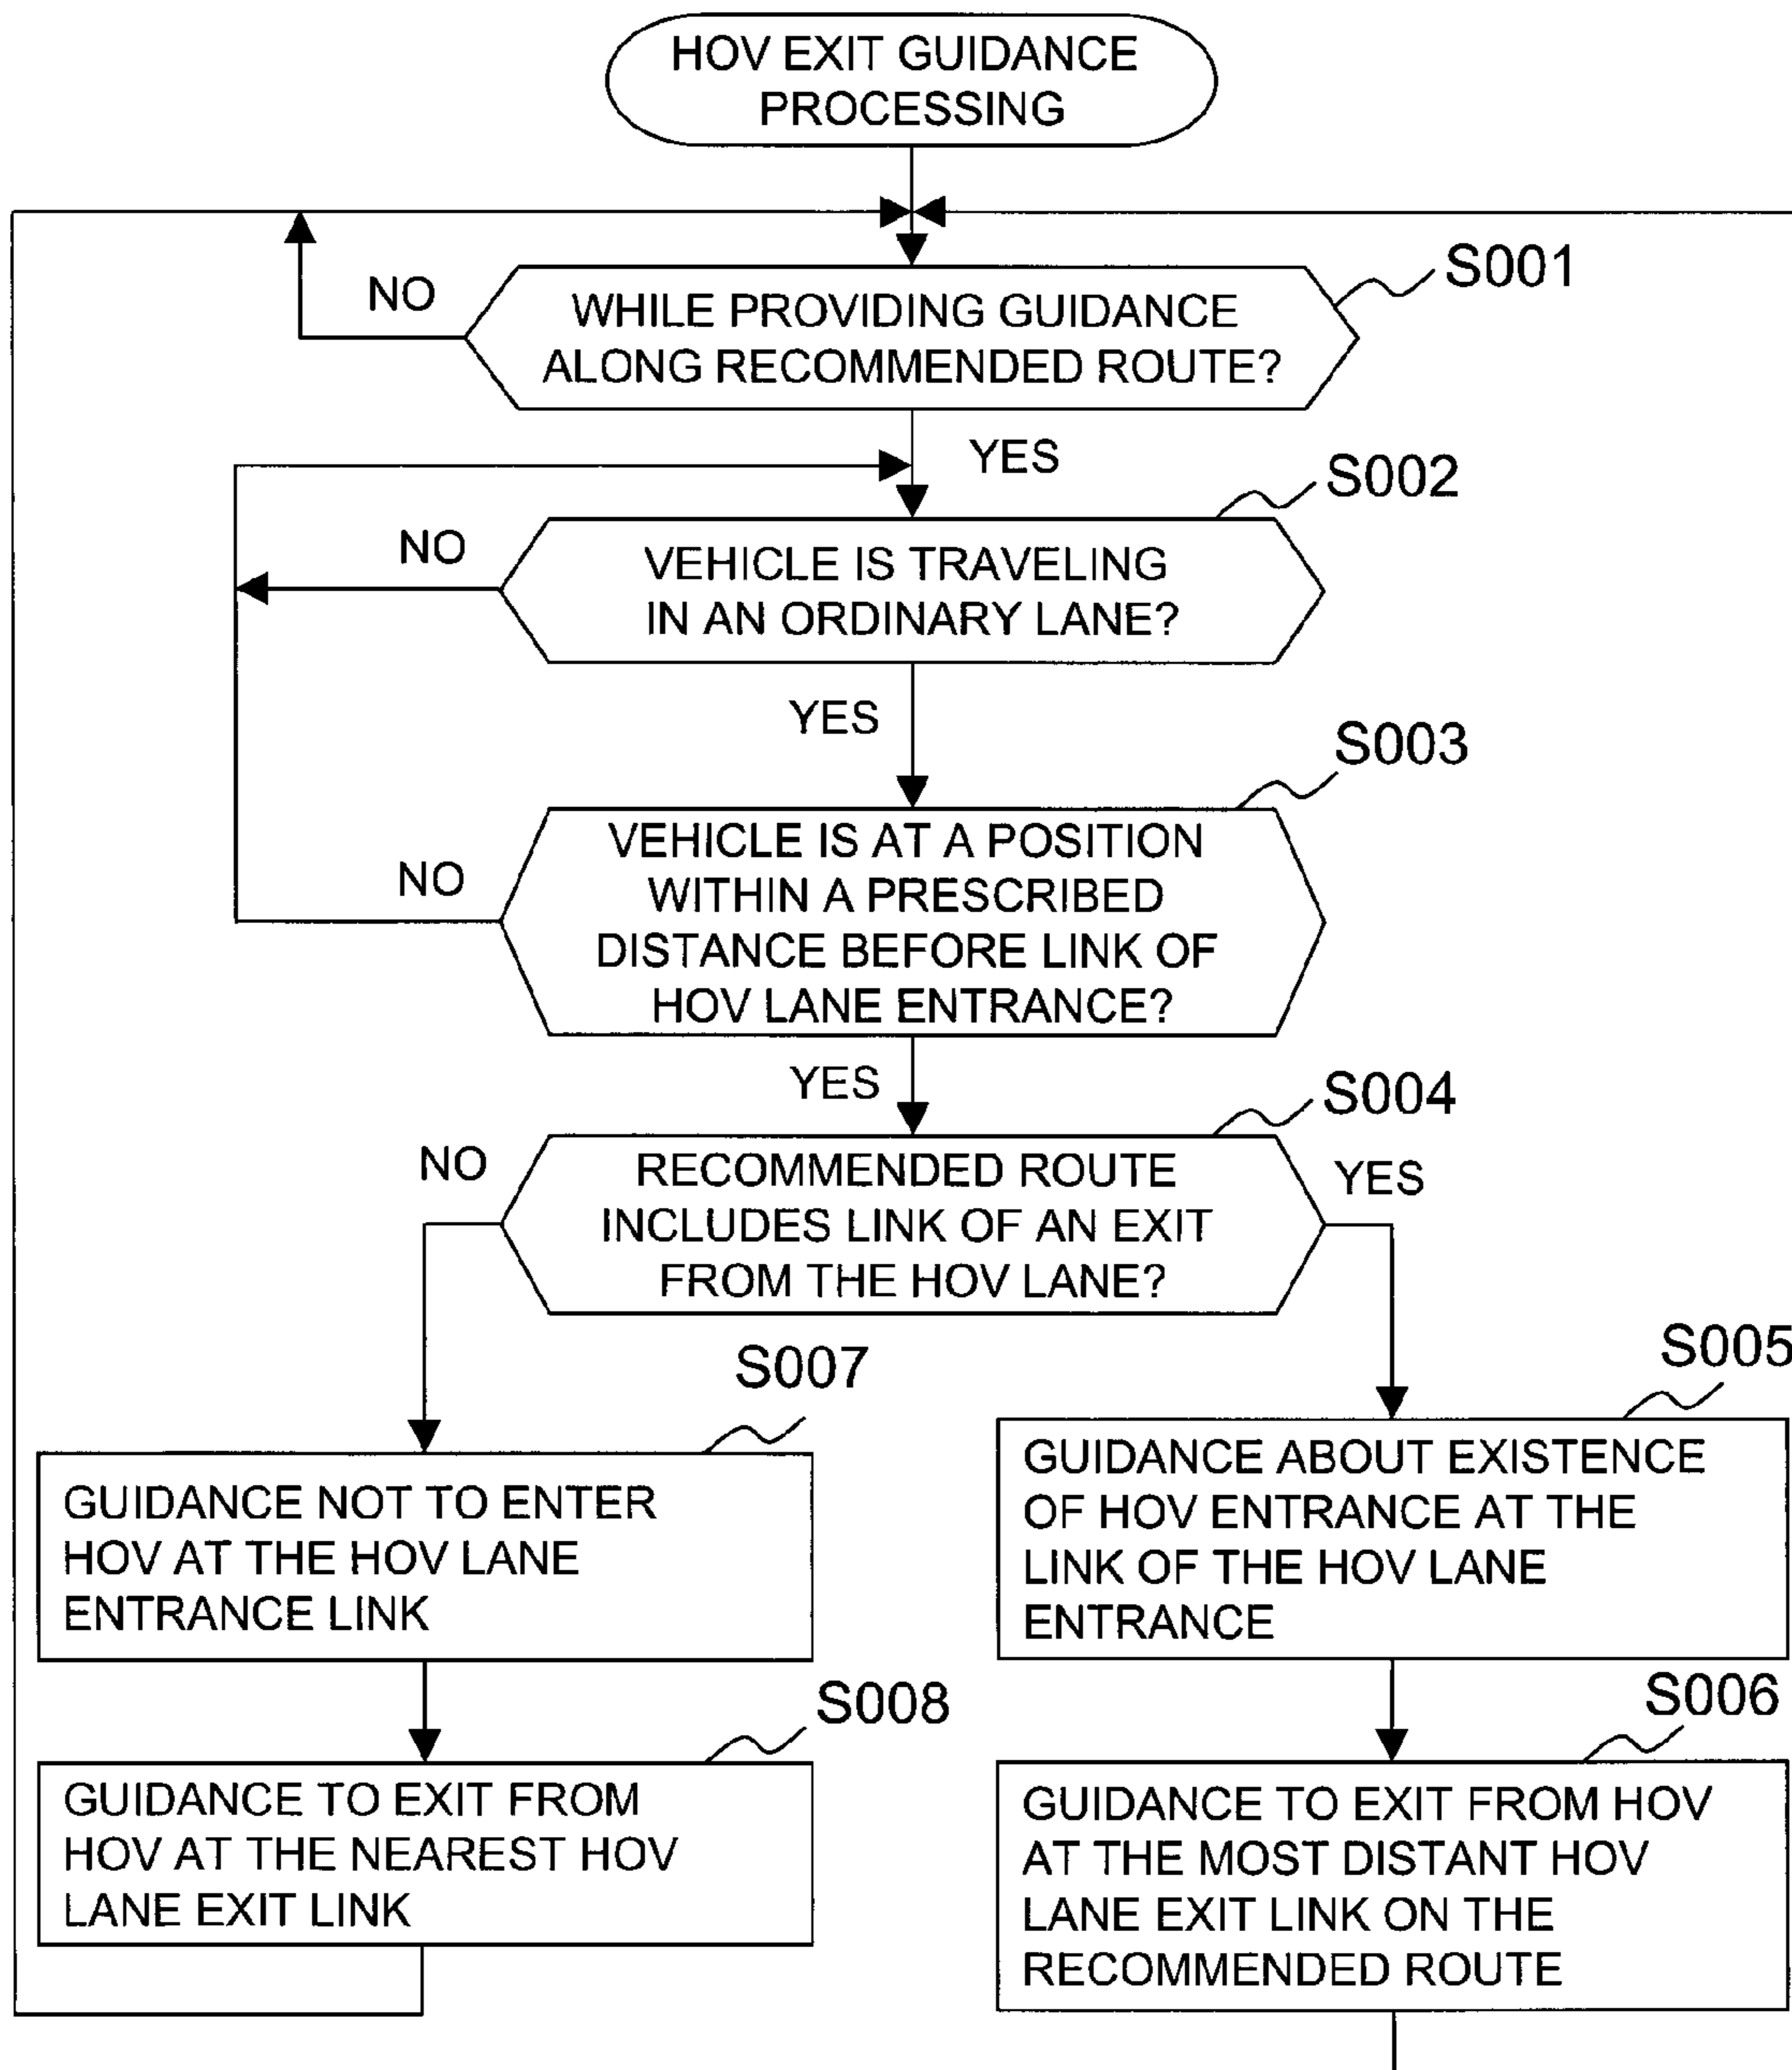 HOV EXIT GUIDANCE
PROCESSING
S001
NO
WHILE PROVIDING GUIDANCE
ALONG RECOMMENDED ROUTE?
YES
S002
NO
VEHICLE IS TRAVELING
IN AN ORDINARY LANE?
YES
S003
NO
VEHICLE IS AT A POSITION
WITHIN A PRESCRIBED
DISTANCE BEFORE LINK OF
HOV LANE ENTRANCE?
YES
S004
NO
RECOMMENDED ROUTE
INCLUDES LINK OF AN EXIT
FROM THE HOV LANE?
YES
S007
GUIDANCE NOT TO ENTER
HOV AT THE HOV LANE
ENTRANCE LINK
S008
GUIDANCE TO EXIT FROM
HOV AT THE NEAREST HOV
LANE EXIT LINK
S005
GUIDANCE ABOUT EXISTENCE
OF HOV ENTRANCE AT THE
LINK OF THE HOV LANE
ENTRANCE
S006
GUIDANCE TO EXIT FROM HOV
AT THE MOST DISTANT HOV
LANE EXIT LINK ON THE
RECOMMENDED ROUTE